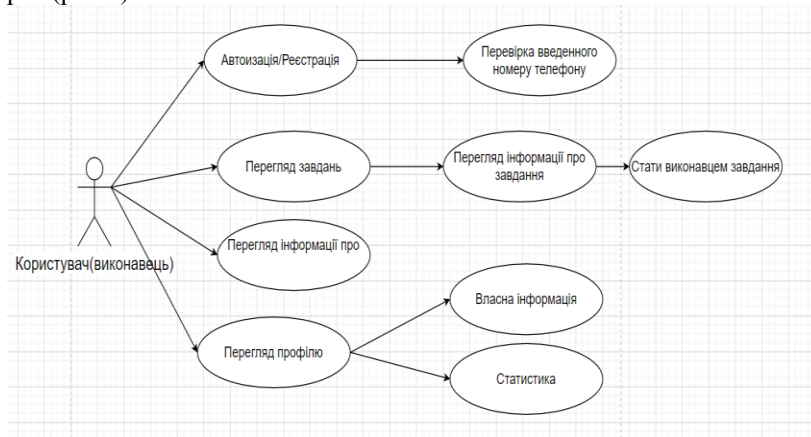 Автоизація/Реєстрація
Перевірка введенного
номеру телефону
Перегляд завдань
Перегляд інформації про
завдання
Стати виконавцем завдання
Перегляд інформації про
Користувач(виконавець)
Власна інформація
Перегляд профілю
Статистика